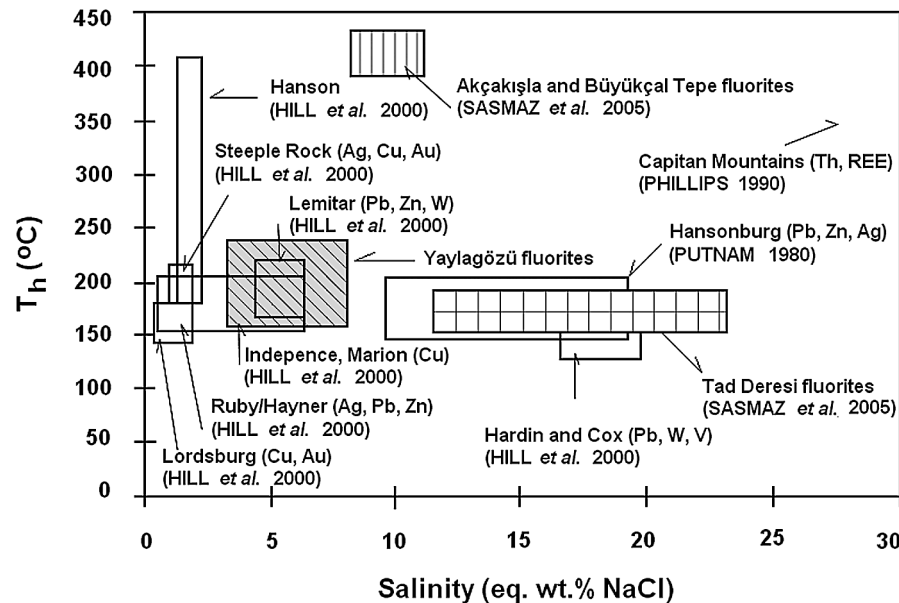 450
400
350
300
250
200
150
100
50
0
Th (oC)
Hanson
(HILL et al. 2000)
Akçakışla and Büyükçal Tepe fluorites
(SASMAZ et al. 2005)
Steeple Rock (Ag, Cu, Au)
(HILL et al. 2000)
Capitan Mountains (Th, REE)
(PHILLIPS 1990)
Lemitar (Pb, Zn, W)
(HILL et al. 2000)
Hansonburg (Pb, Zn, Ag)
(PUTNAM 1980)
Yaylagözü fluorites
Indepence, Marion (Cu)
(HILL et al. 2000)
Tad Deresi fluorites
(SASMAZ et al. 2005)
Ruby/Hayner (Ag, Pb, Zn)
(HILL et al. 2000)
Hardin and Cox (Pb, W, V)
(HILL et al. 2000)
Lordsburg (Cu, Au)
(HILL et al. 2000)
0 5 10 15 20 25 30
Salinity (eq. wt.% NaCl)